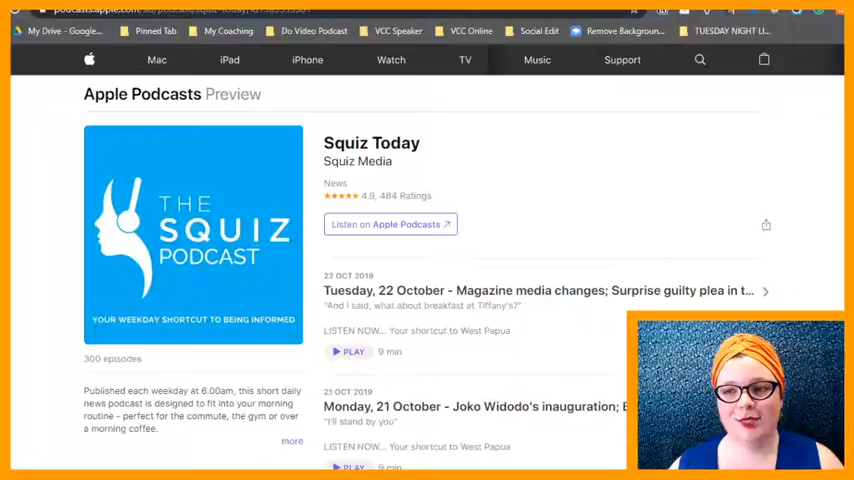 My Drive - Google... Pinned Tab My Coaching Do Video Podcast VCC Speaker VCC Online Social Edit Remove Backgroun... TUESDAY NIGHT LI...
Mac iPad iPhone Watch TV Music Support
Apple Podcasts Preview
THE
SQUIZ
PODCAST
YOUR WEEKDAY SHORTCUT TO BEING INFORMED
300 episodes
Published each weekday at 6.00am, this short daily
news podcast is designed to fit into your morning
routine - perfect for the commute, the gym or over
a morning coffee.
more
Squiz Today
Squiz Media
News
★★★★★ 4.9, 484 Ratings
Listen on Apple Podcasts ↗
22 OCT 2019
Tuesday, 22 October - Magazine media changes; Surprise guilty plea in t...
"And I said, what about breakfast at Tiffany's?"
LISTEN NOW... Your shortcut to West Papua
PLAY 9 min
21 OCT 2019
Monday, 21 October - Joko Widodo's inauguration;
"I'll stand by you"
LISTEN NOW... Your shortcut to West Papua
PLAY 9 min